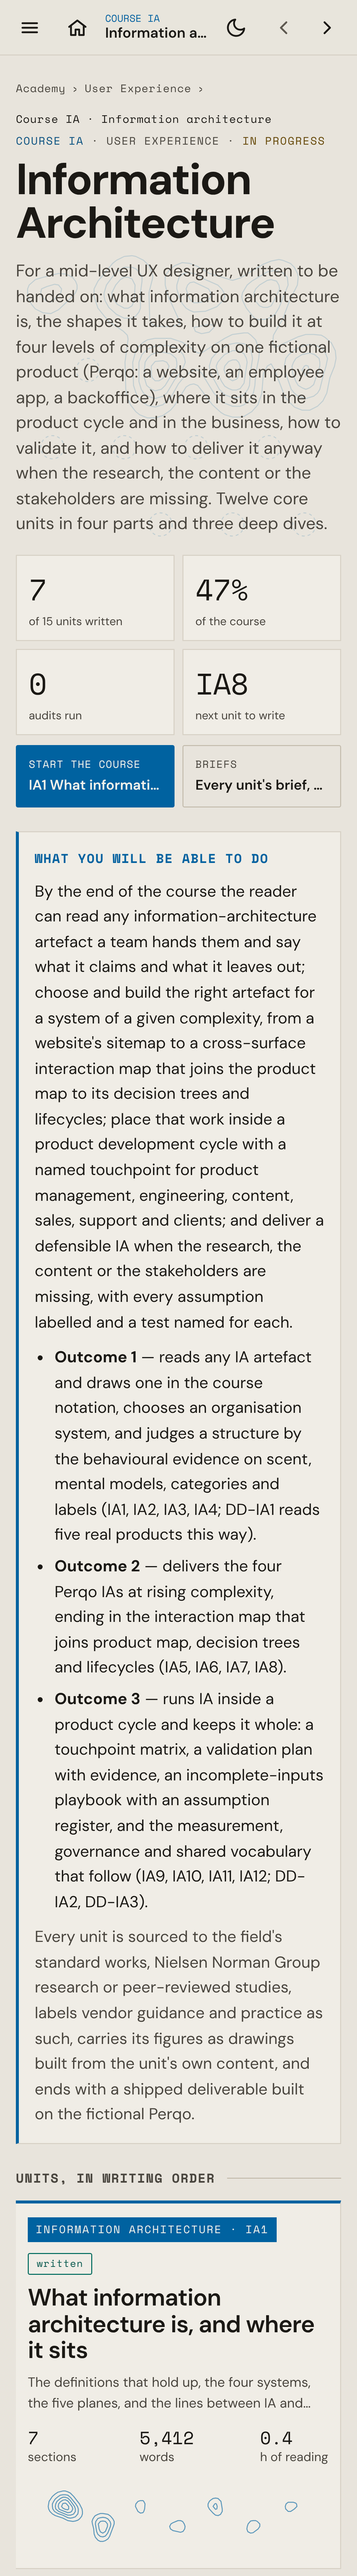 COURSE IA
Information a...
Academy › User Experience ›
Course IA · Information architecture
COURSE IA · USER EXPERIENCE · IN PROGRESS
Information
Architecture
For a mid-level UX designer, written to be
handed on: what information architecture
is, the shapes it takes, how to build it at
four levels of complexity on one fictional
product (Perqo: a website, an employee
app, a backoffice), where it sits in the
product cycle and in the business, how to
validate it, and how to deliver it anyway
when the research, the content or the
stakeholders are missing. Twelve core
units in four parts and three deep dives.
7
of 15 units written
47%
of the course
0
audits run
IA8
next unit to write
START THE COURSE
IA1 What informati...
BRIEFS
Every unit's brief, ...
WHAT YOU WILL BE ABLE TO DO
By the end of the course the reader
can read any information-architecture
artefact a team hands them and say
what it claims and what it leaves out;
choose and build the right artefact for
a system of a given complexity, from a
website's sitemap to a cross-surface
interaction map that joins the product
map to its decision trees and
lifecycles; place that work inside a
product development cycle with a
named touchpoint for product
management, engineering, content,
sales, support and clients; and deliver a
defensible IA when the research, the
content or the stakeholders are
missing, with every assumption
labelled and a test named for each.
• Outcome 1 — reads any IA artefact
and draws one in the course
notation, chooses an organisation
system, and judges a structure by
the behavioural evidence on scent,
mental models, categories and
labels (IA1, IA2, IA3, IA4; DD-IA1 reads
five real products this way).
• Outcome 2 — delivers the four
Perqo IAs at rising complexity,
ending in the interaction map that
joins product map, decision trees
and lifecycles (IA5, IA6, IA7, IA8).
• Outcome 3 — runs IA inside a
product cycle and keeps it whole: a
touchpoint matrix, a validation plan
with evidence, an incomplete-inputs
playbook with an assumption
register, and the measurement,
governance and shared vocabulary
that follow (IA9, IA10, IA11, IA12; DD-
IA2, DD-IA3).
Every unit is sourced to the field's
standard works, Nielsen Norman Group
research or peer-reviewed studies,
labels vendor guidance and practice as
such, carries its figures as drawings
built from the unit's own content, and
ends with a shipped deliverable built
on the fictional Perqo.
UNITS, IN WRITING ORDER
INFORMATION ARCHITECTURE · IA1
written
What information
architecture is, and where
it sits
The definitions that hold up, the four systems,
the five planes, and the lines between IA and...
7
sections
5,412
words
0.4
h of reading